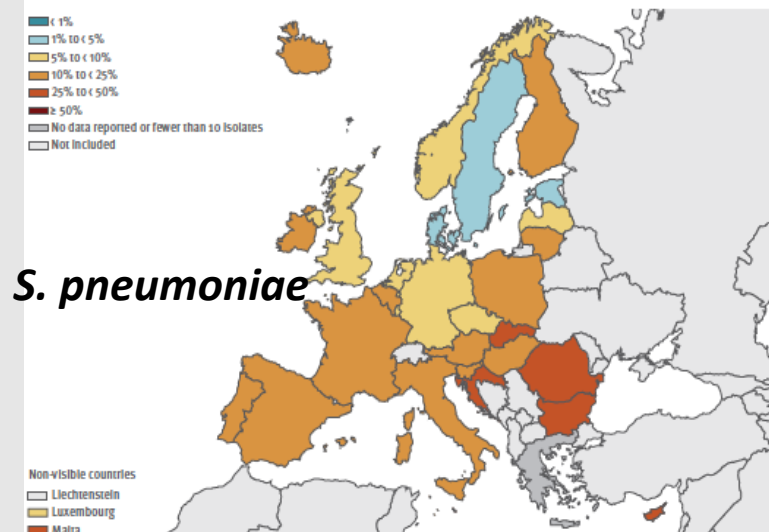 < 1%
1% to < 5%
5% to < 10%
10% to < 25%
25% to < 50%
≥ 50%
No data reported or fewer than 10 isolates
Not included
S. pneumoniae
Non-visible countries
Liechtenstein
Luxembourg
Malta